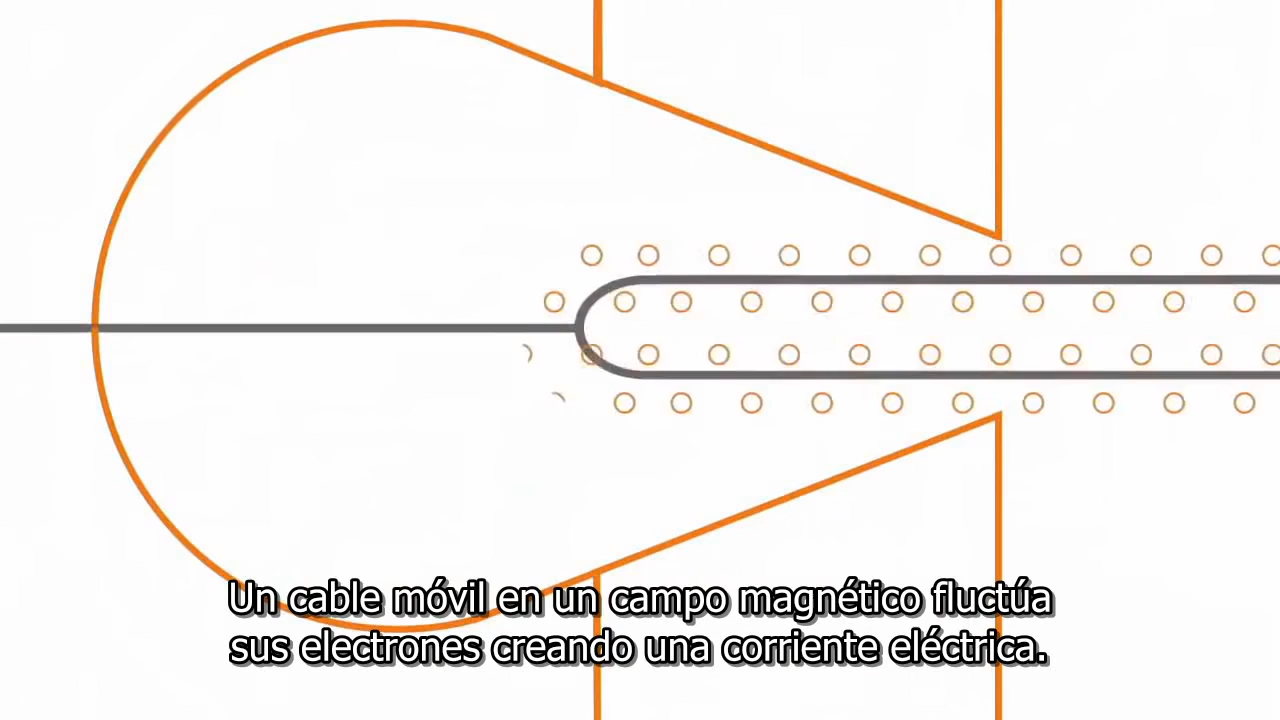 Un cable móvil en un campo magnético fluctúa
sus electrones creando una corriente eléctrica.